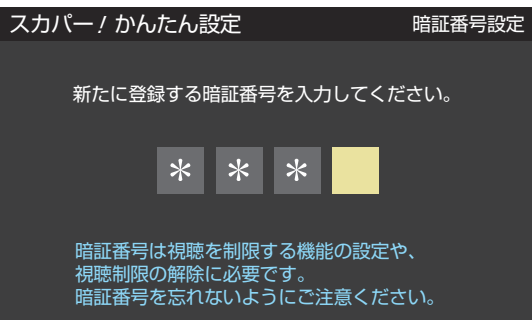 スカパー！かんたん設定
暗証番号設定
新たに登録する暗証番号を入力してください。
＊ ＊ ＊
暗証番号は視聴を制限する機能の設定や、
視聴制限の解除に必要です。
暗証番号を忘れないようにご注意ください。